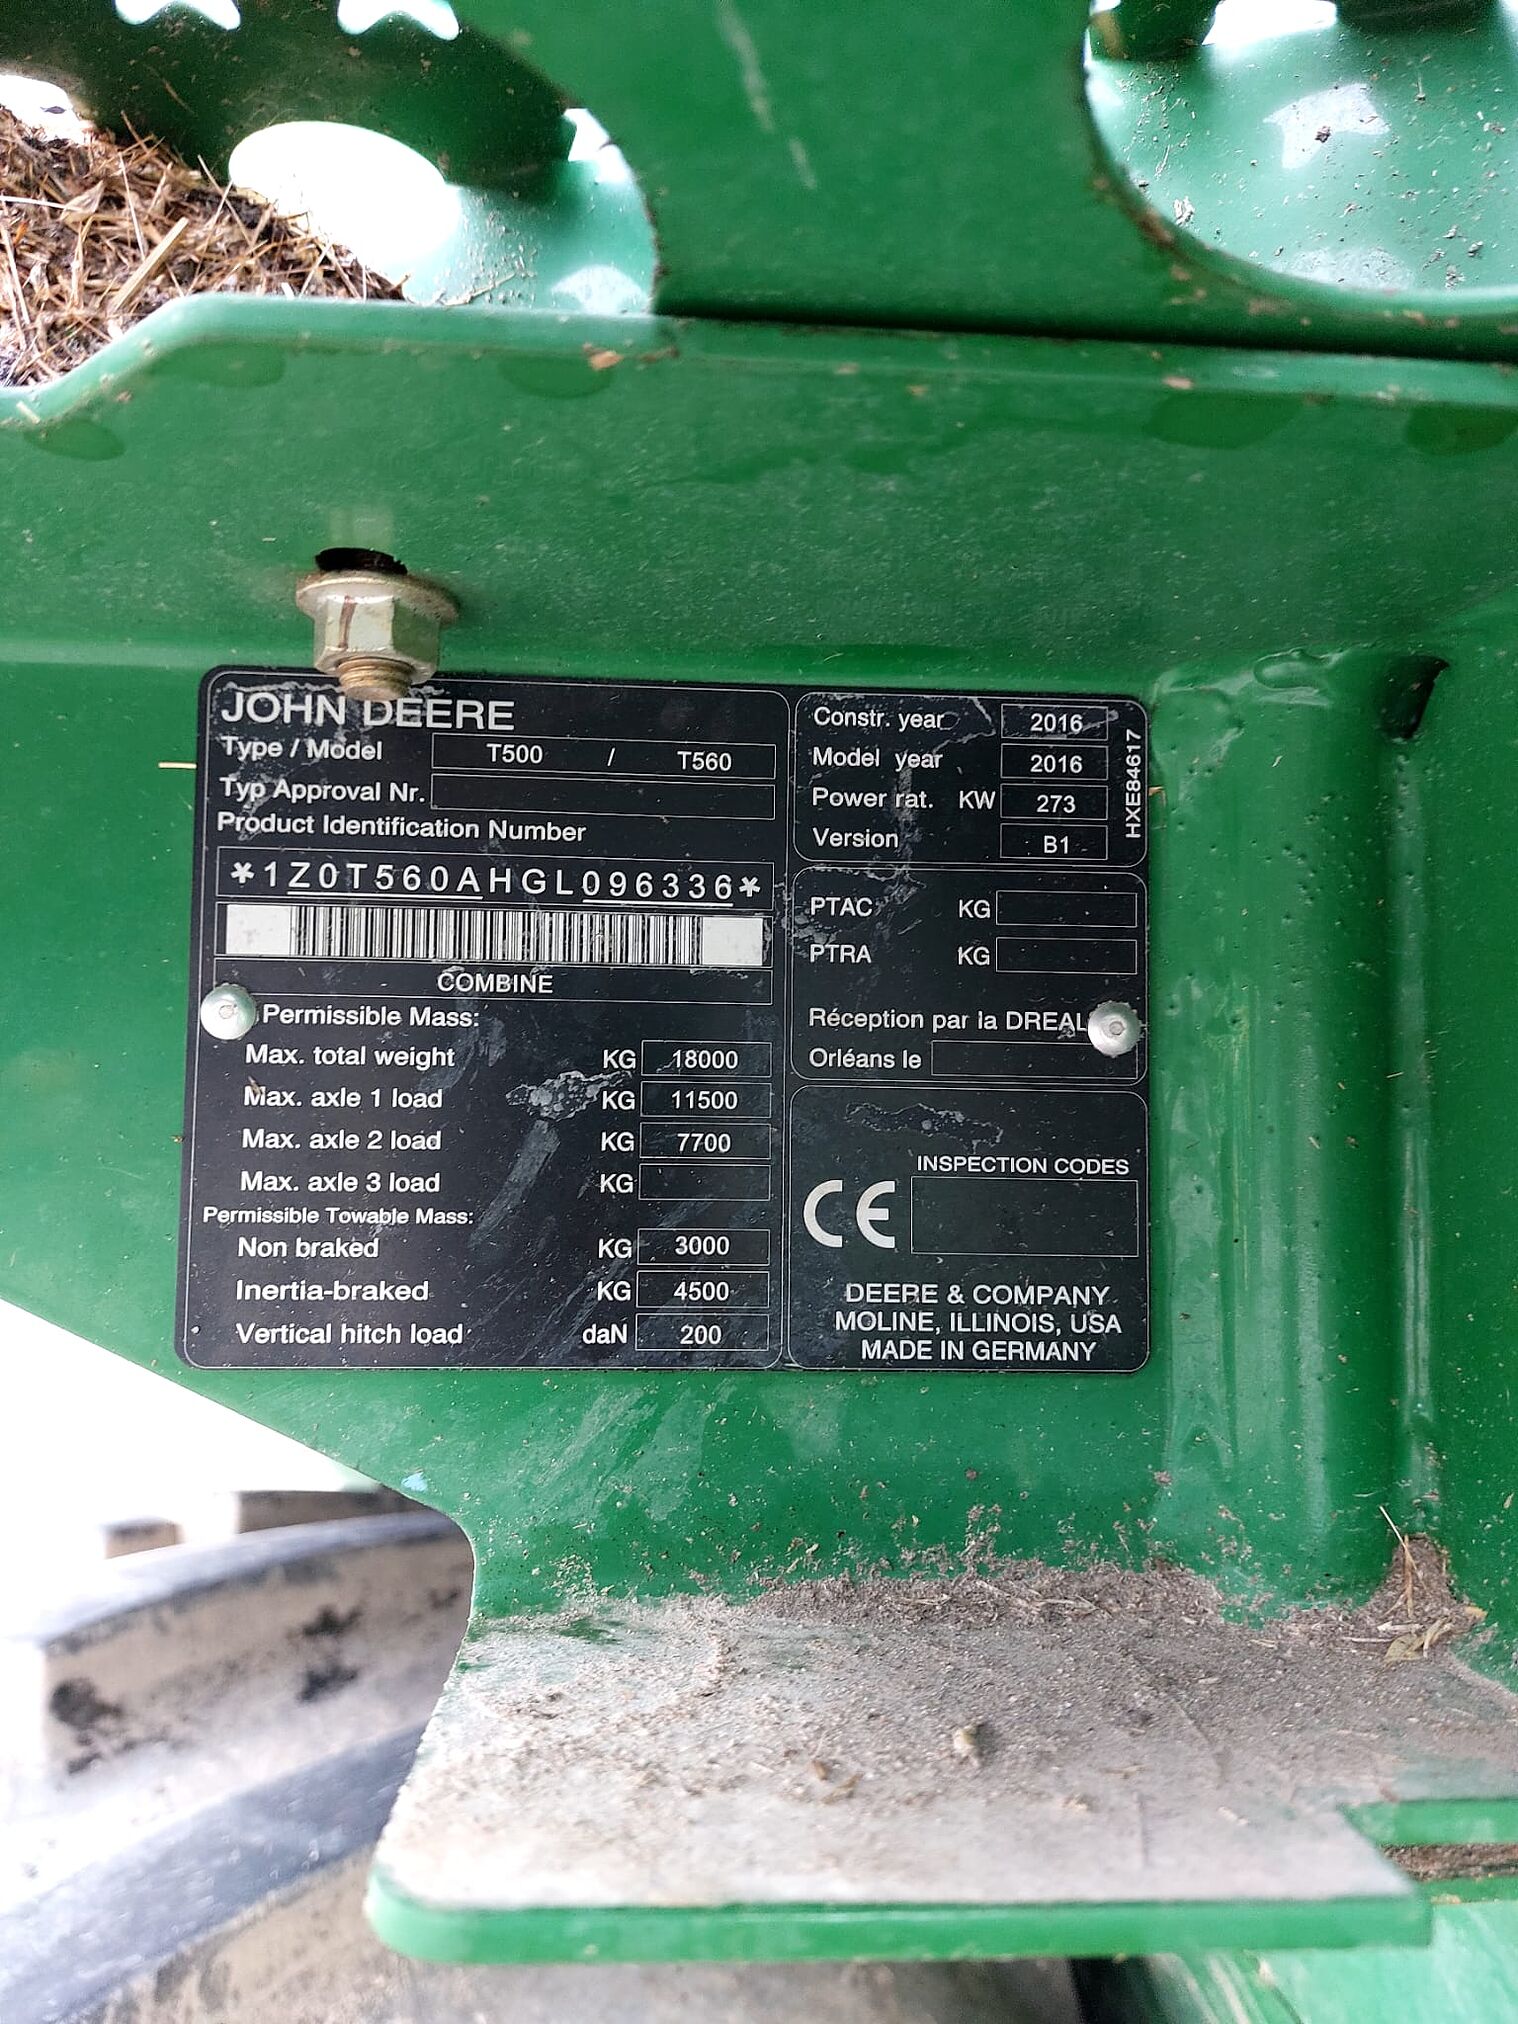 JOHN DEERE
Type / Model T500 / T560
Typ Approval Nr.
Product Identification Number
*1Z0T560AHGL096336*
COMBINE
Permissible Mass:
Max. total weight KG 18000
Max. axle 1 load KG 11500
Max. axle 2 load KG 7700
Max. axle 3 load KG
Permissible Towable Mass:
Non braked KG 3000
Inertia-braked KG 4500
Vertical hitch load daN 200
Constr. year 2016
Model year 2016
Power rat. KW 273
Version B1
HXE84617
PTAC KG
PTRA KG
Réception par la DREAL
Orléans le
INSPECTION CODES
CE
DEERE & COMPANY
MOLINE, ILLINOIS, USA
MADE IN GERMANY